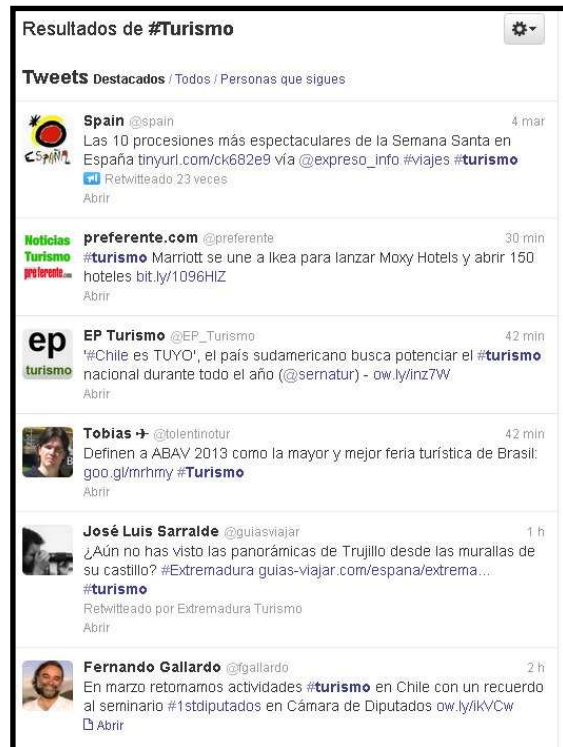 Resultados de #Turismo
Tweets Destacados / Todos / Personas que sigues
ESPAÑA
Spain @spain 4 mar
Las 10 procesiones más espectaculares de la Semana Santa en
España tinyurl.com/ck682e9 vía @expreso_info #viajes #turismo
Retwitteado 23 veces
Abrir
Noticias
Turismo
preferente.com
preferente.com @preferente 30 min
#turismo Marriott se une a Ikea para lanzar Moxy Hotels y abrir 150
hoteles bit.ly/1096HlZ
Abrir
ep
turismo
EP Turismo @EP_Turismo 42 min
'#Chile es TUYO', el país sudamericano busca potenciar el #turismo
nacional durante todo el año (@sernatur) - ow.ly/inz7W
Abrir
Tobias ✈ @tolentinotur 42 min
Definen a ABAV 2013 como la mayor y mejor feria turística de Brasil:
goo.gl/mrhmy #Turismo
Abrir
José Luis Sarralde @guiasviajar 1 h
¿Aún no has visto las panorámicas de Trujillo desde las murallas de
su castillo? #Extremadura guias-viajar.com/espana/extrema...
#turismo
Retwitteado por Extremadura Turismo
Abrir
Fernando Gallardo @fgallardo 2 h
En marzo retomamos actividades #turismo en Chile con un recuerdo
al seminario #1stdiputados en Cámara de Diputados ow.ly/ikVCw
Abrir